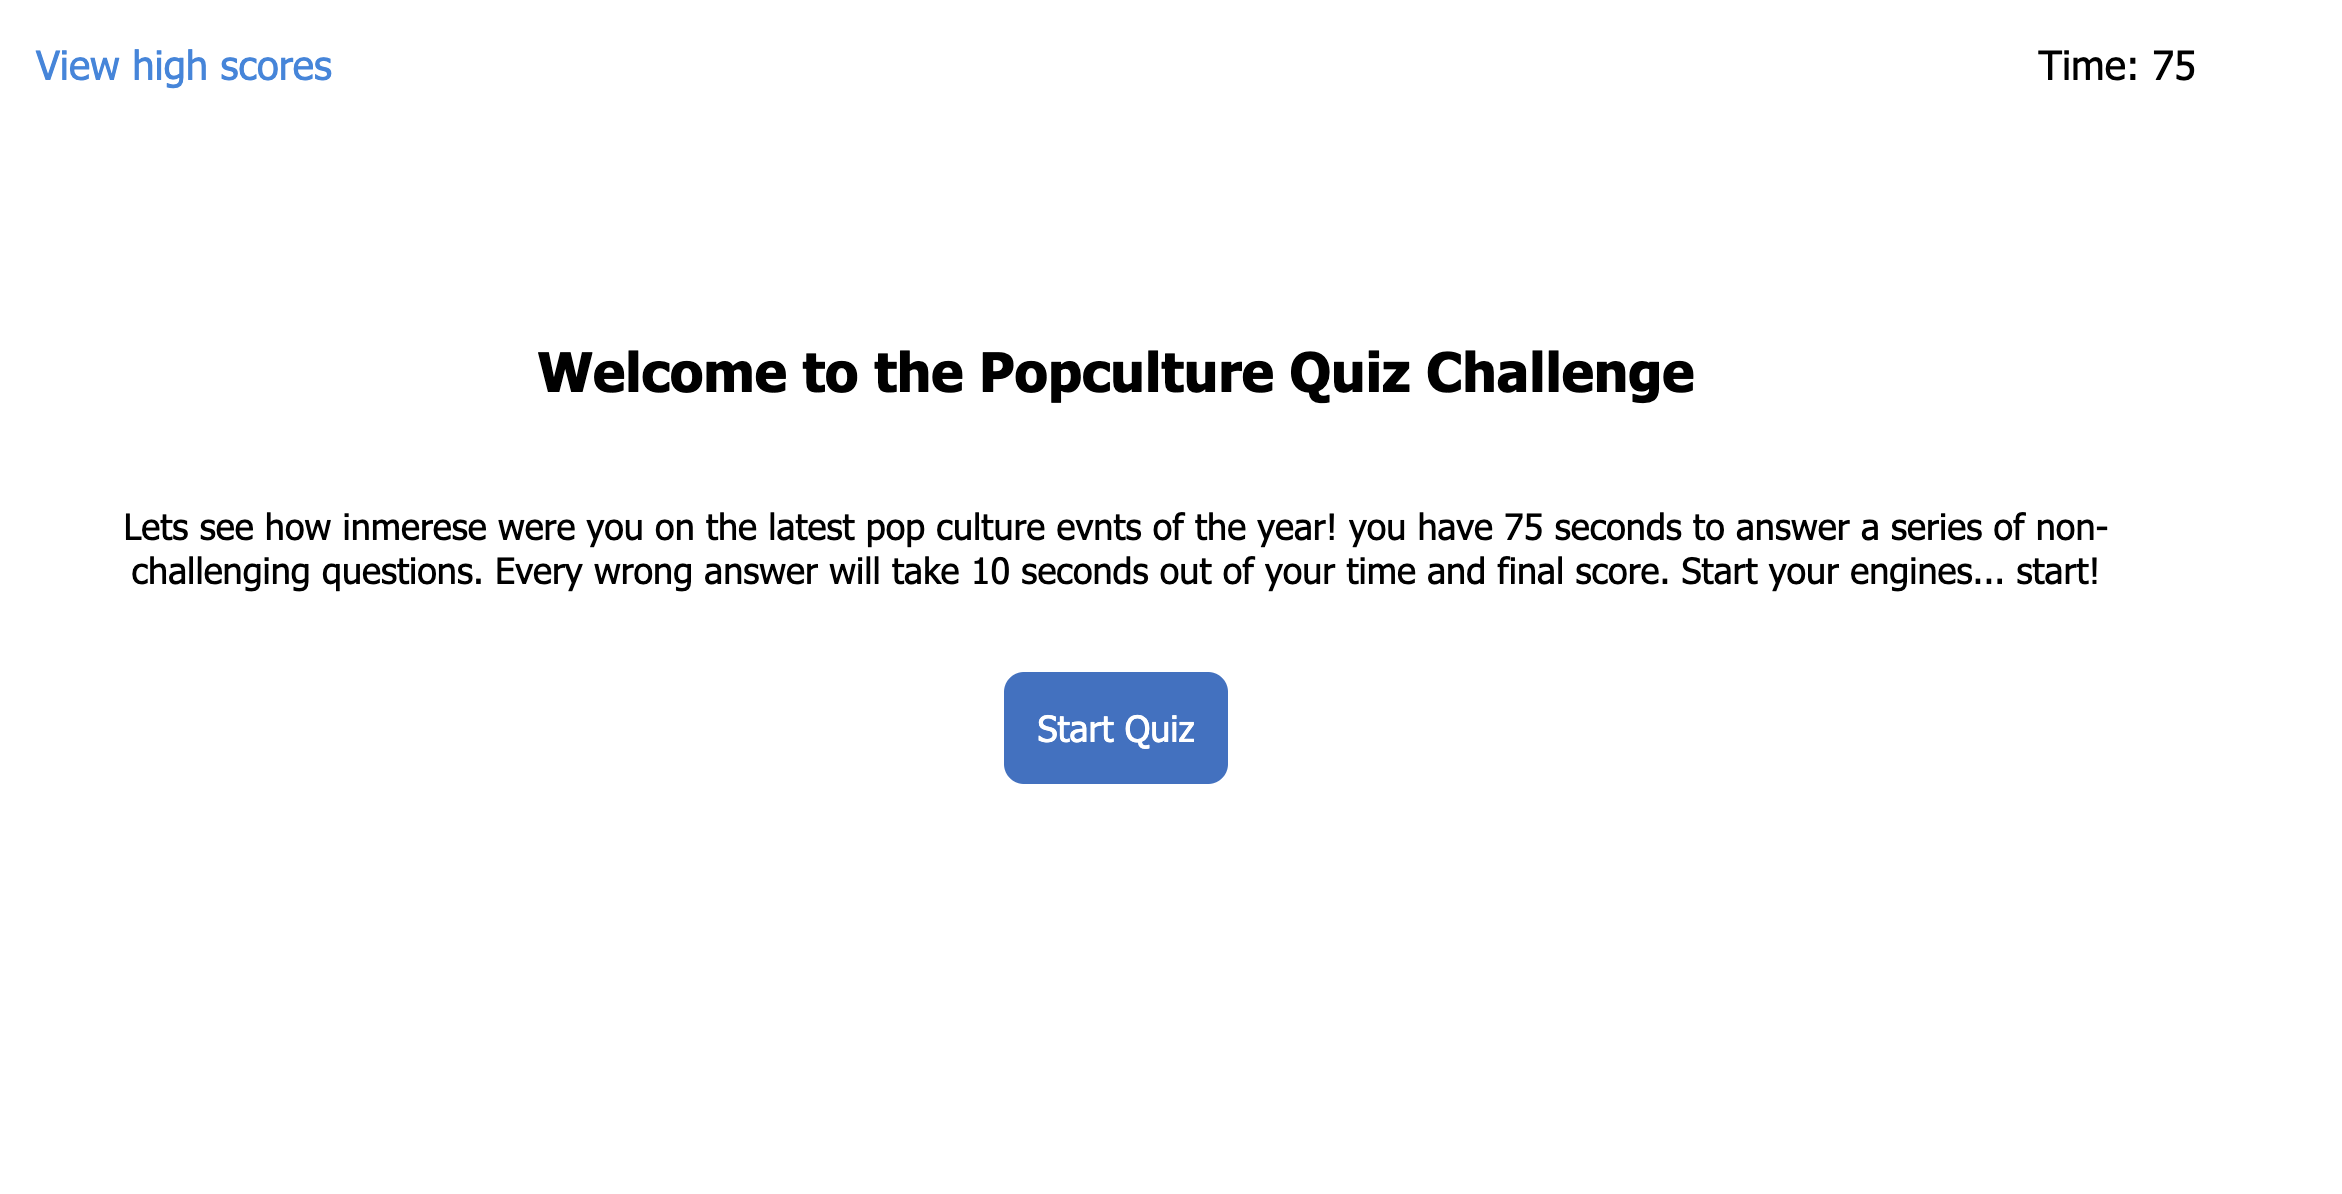 View high scores
Time: 75
Welcome to the Popculture Quiz Challenge
Lets see how inmerese were you on the latest pop culture evnts of the year! you have 75 seconds to answer a series of non-
challenging questions. Every wrong answer will take 10 seconds out of your time and final score. Start your engines... start!
Start Quiz